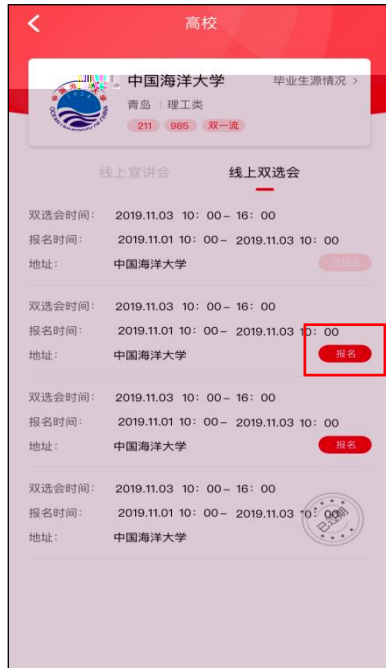 高校
中国海洋大学 毕业生源情况 >
青岛 理工类
211 985 双一流
线上宣讲会 线上双选会
双选会时间: 2019.11.03 10:00- 16:00
报名时间: 2019.11.01 10:00- 2019.11.03 10:00
地址: 中国海洋大学 已报名
双选会时间: 2019.11.03 10:00- 16:00
报名时间: 2019.11.01 10:00- 2019.11.03 10:00
地址: 中国海洋大学 报名
双选会时间: 2019.11.03 10:00- 16:00
报名时间: 2019.11.01 10:00- 2019.11.03 10:00
地址: 中国海洋大学 报名
双选会时间: 2019.11.03 10:00- 16:00
报名时间: 2019.11.01 10:00- 2019.11.03 10:00
已过期
地址: 中国海洋大学